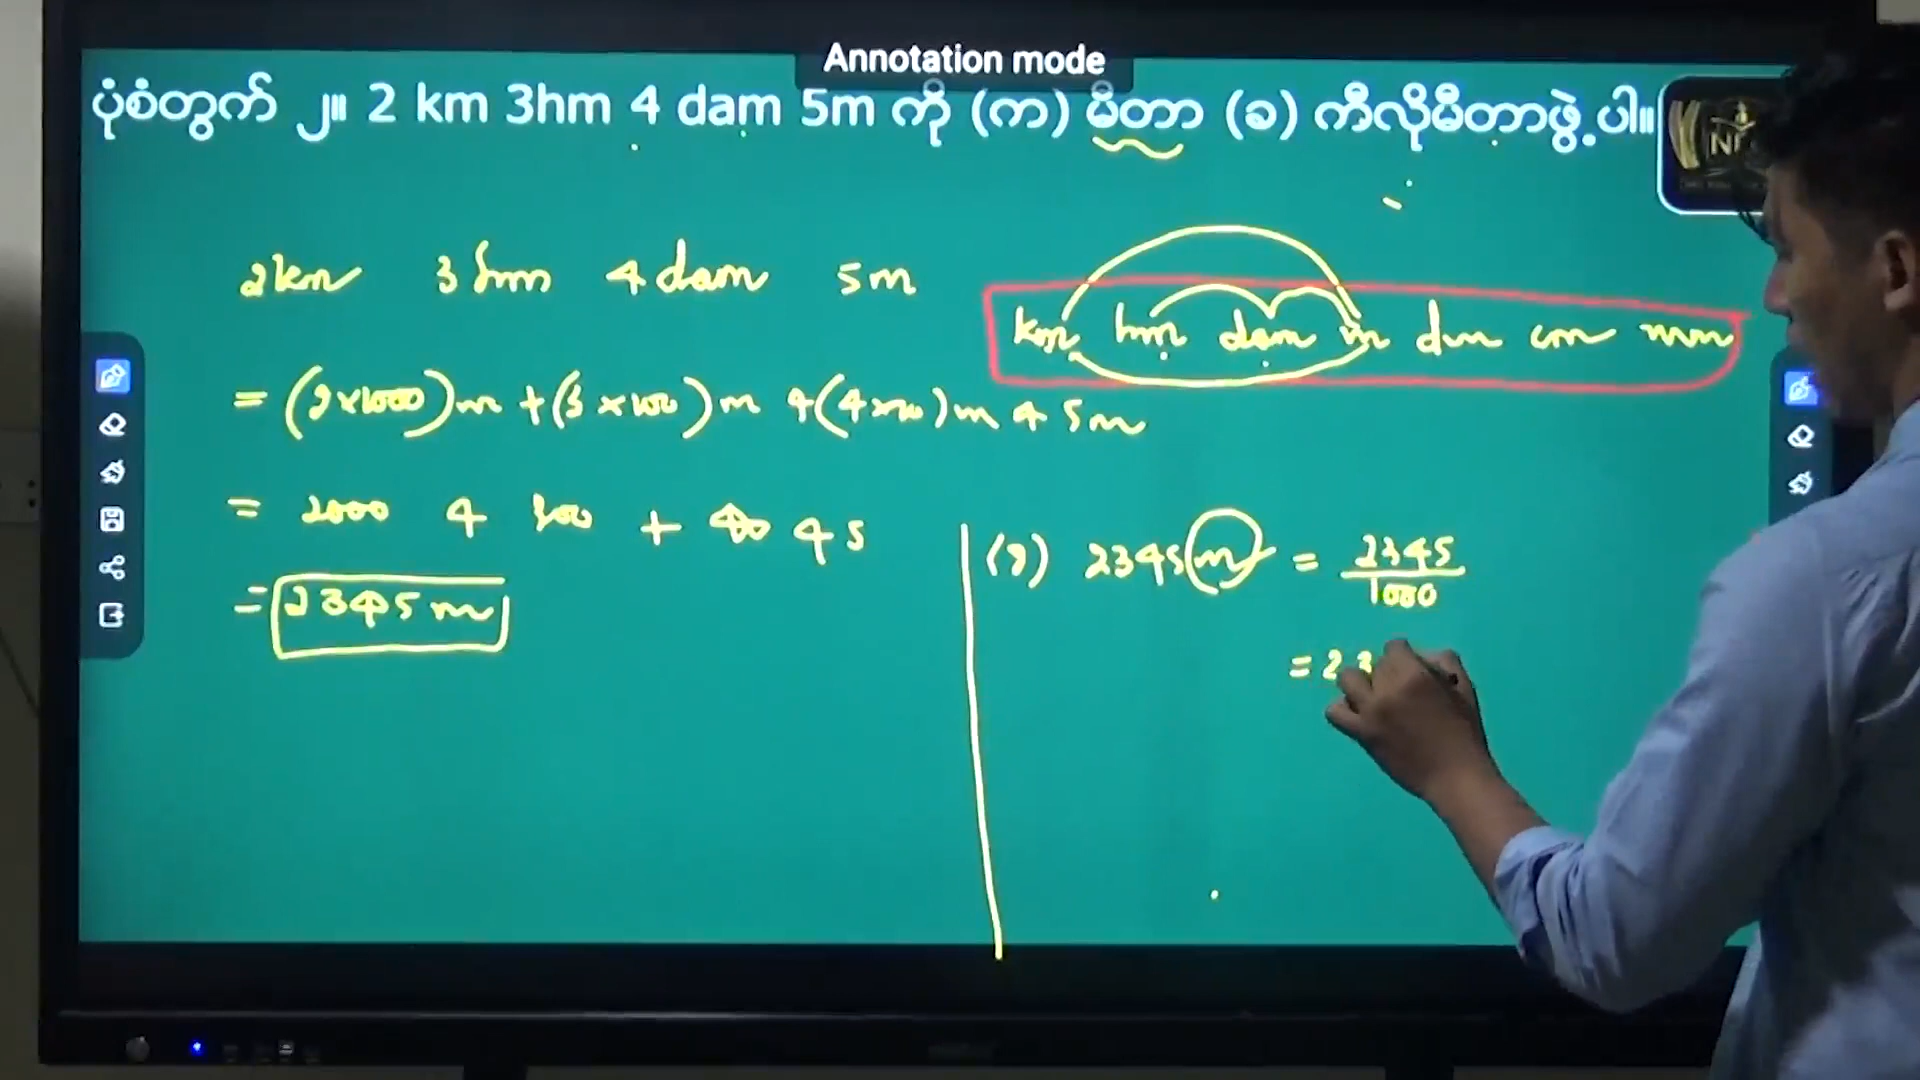 Annotation mode
ပုံစံတွက် ၂။ 2 km 3hm 4 dam 5m ကို (က) မီတာ (ခ) ကီလိုမီတာဖွဲ့ပါ။
2km 3hm 4dam 5m
km hm dam m dm cm mm
= (2×1000)m + (3×100)m + (4×10)m + 5m
= 2000 + 300 + 40 + 5
= 2345 m
(ခ) 2345 m = 2345/1000
= 2.3